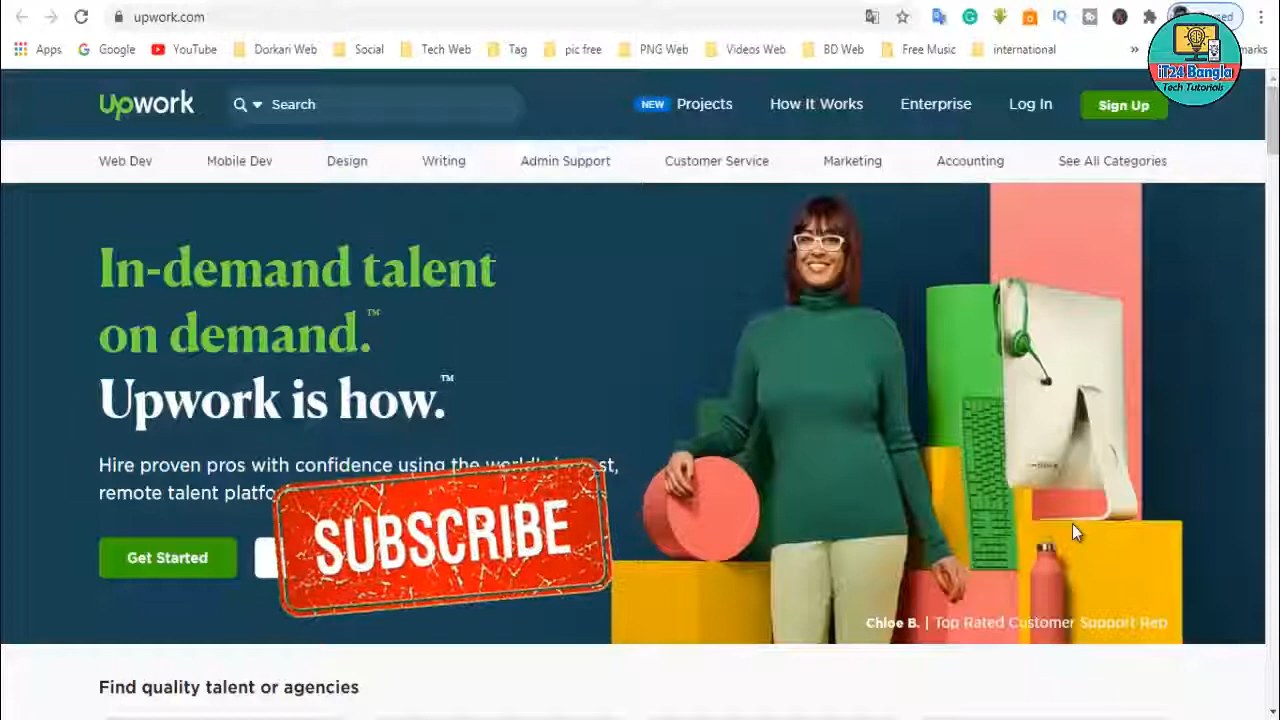 upwork.com
Paused
Apps Google YouTube Dorkari Web Social Tech Web Tag pic free PNG Web Videos Web BD Web Free Music international »
iT24 Bangla
Tech Tutorials
upwork Search NEW Projects How It Works Enterprise Log In Sign Up
Web Dev Mobile Dev Design Writing Admin Support Customer Service Marketing Accounting See All Categories
In-demand talent
on demand.™
Upwork is how.™
Hire proven pros with confidence using the
remote talent
SUBSCRIBE
Get Started
Chloe B. | Top Rated Customer Support Rep
Find quality talent or agencies